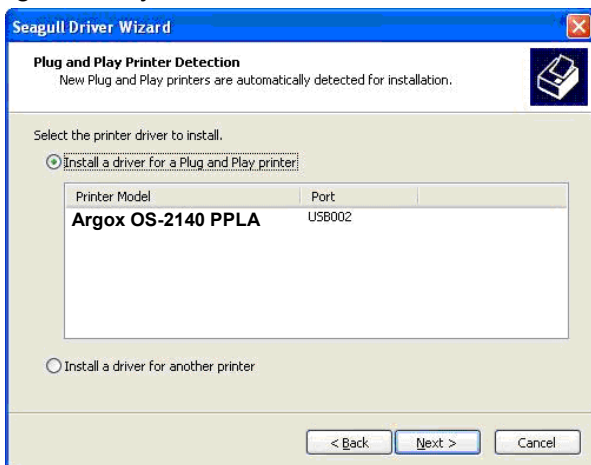 Seagull Driver Wizard
Plug and Play Printer Detection
New Plug and Play printers are automatically detected for installation.
Select the printer driver to install.
Install a driver for a Plug and Play printer
Printer Model Port
Argox OS-2140 PPLA USB002
Install a driver for another printer
< Back Next > Cancel